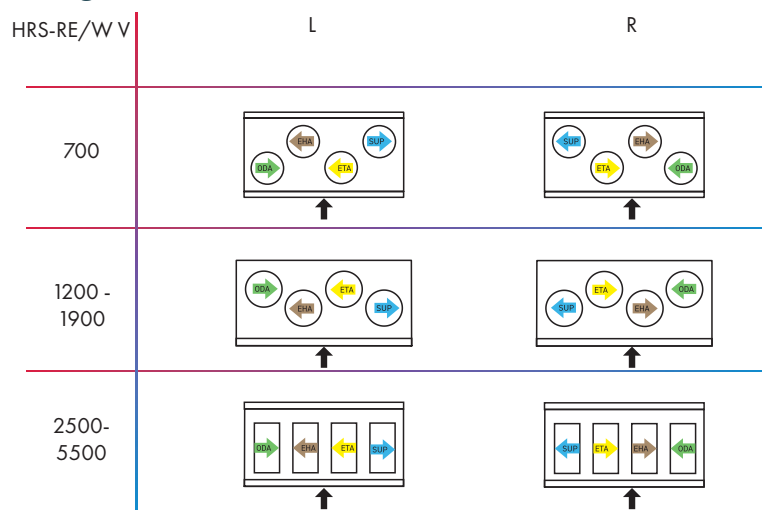 HRS-RE/W V L R
700
ODA EHA ETA SUP
SUP ETA EHA ODA
1200 -
1900
ODA EHA ETA SUP
SUP ETA EHA ODA
2500-
5500
ODA EHA ETA SUP
SUP ETA EHA ODA